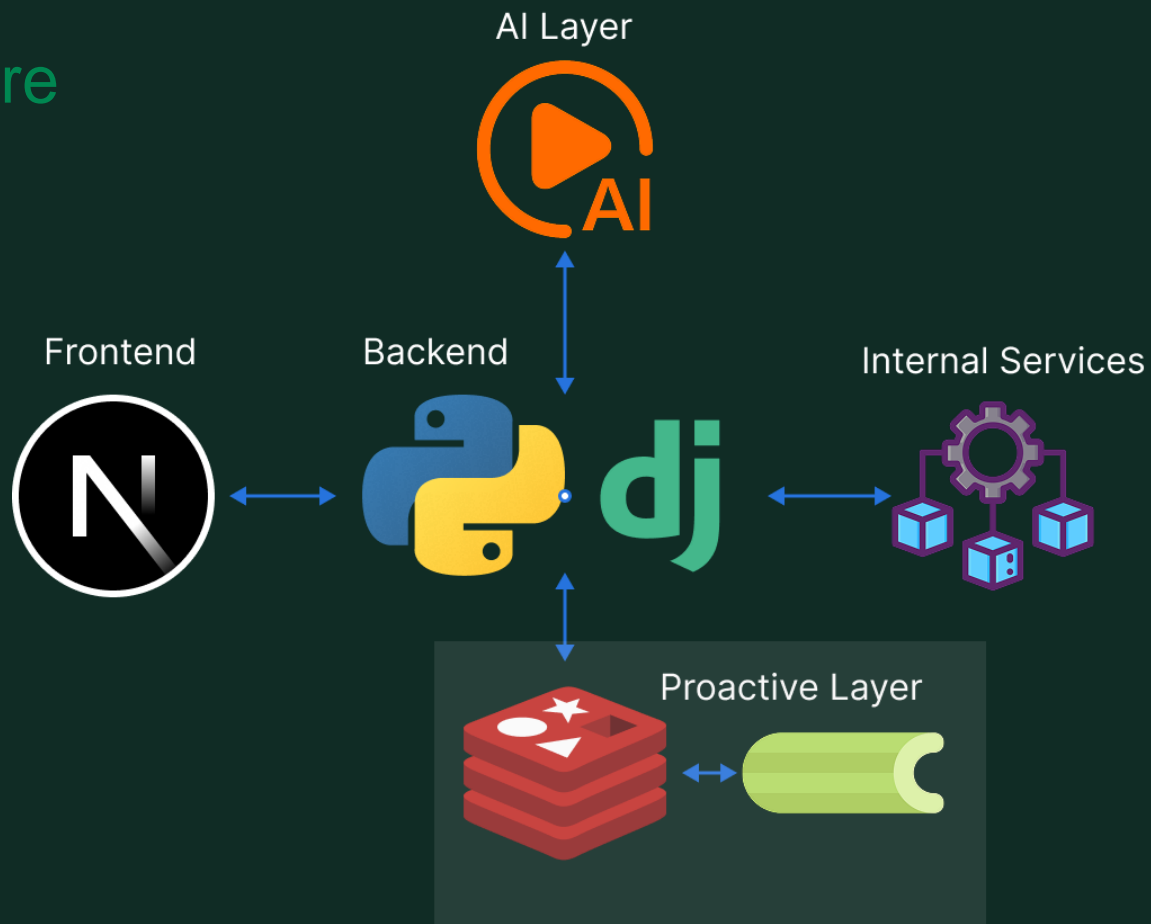 AI Layer
re
AI
Frontend
Backend
Internal Services
N
dj
Proactive Layer